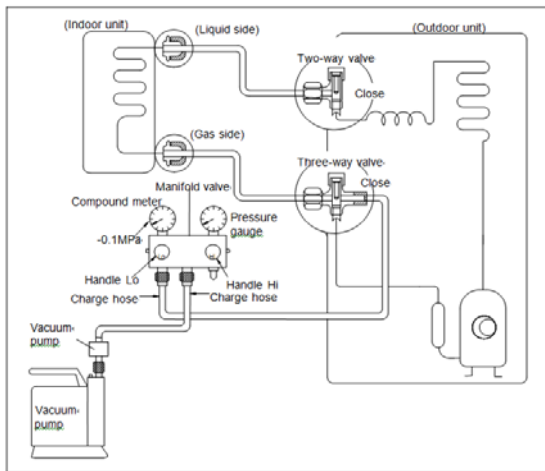 (Indoor unit)
(Liquid side)
(Outdoor unit)
Two-way valve
Close
(Gas side)
Three-way valve
Close
Manifold valve
Compound meter
Pressure
gauge
-0.1MPa
Handle Lo
Handle Hi
Charge hose
Charge hose
Vacuum-
pump
Vacuum-
pump